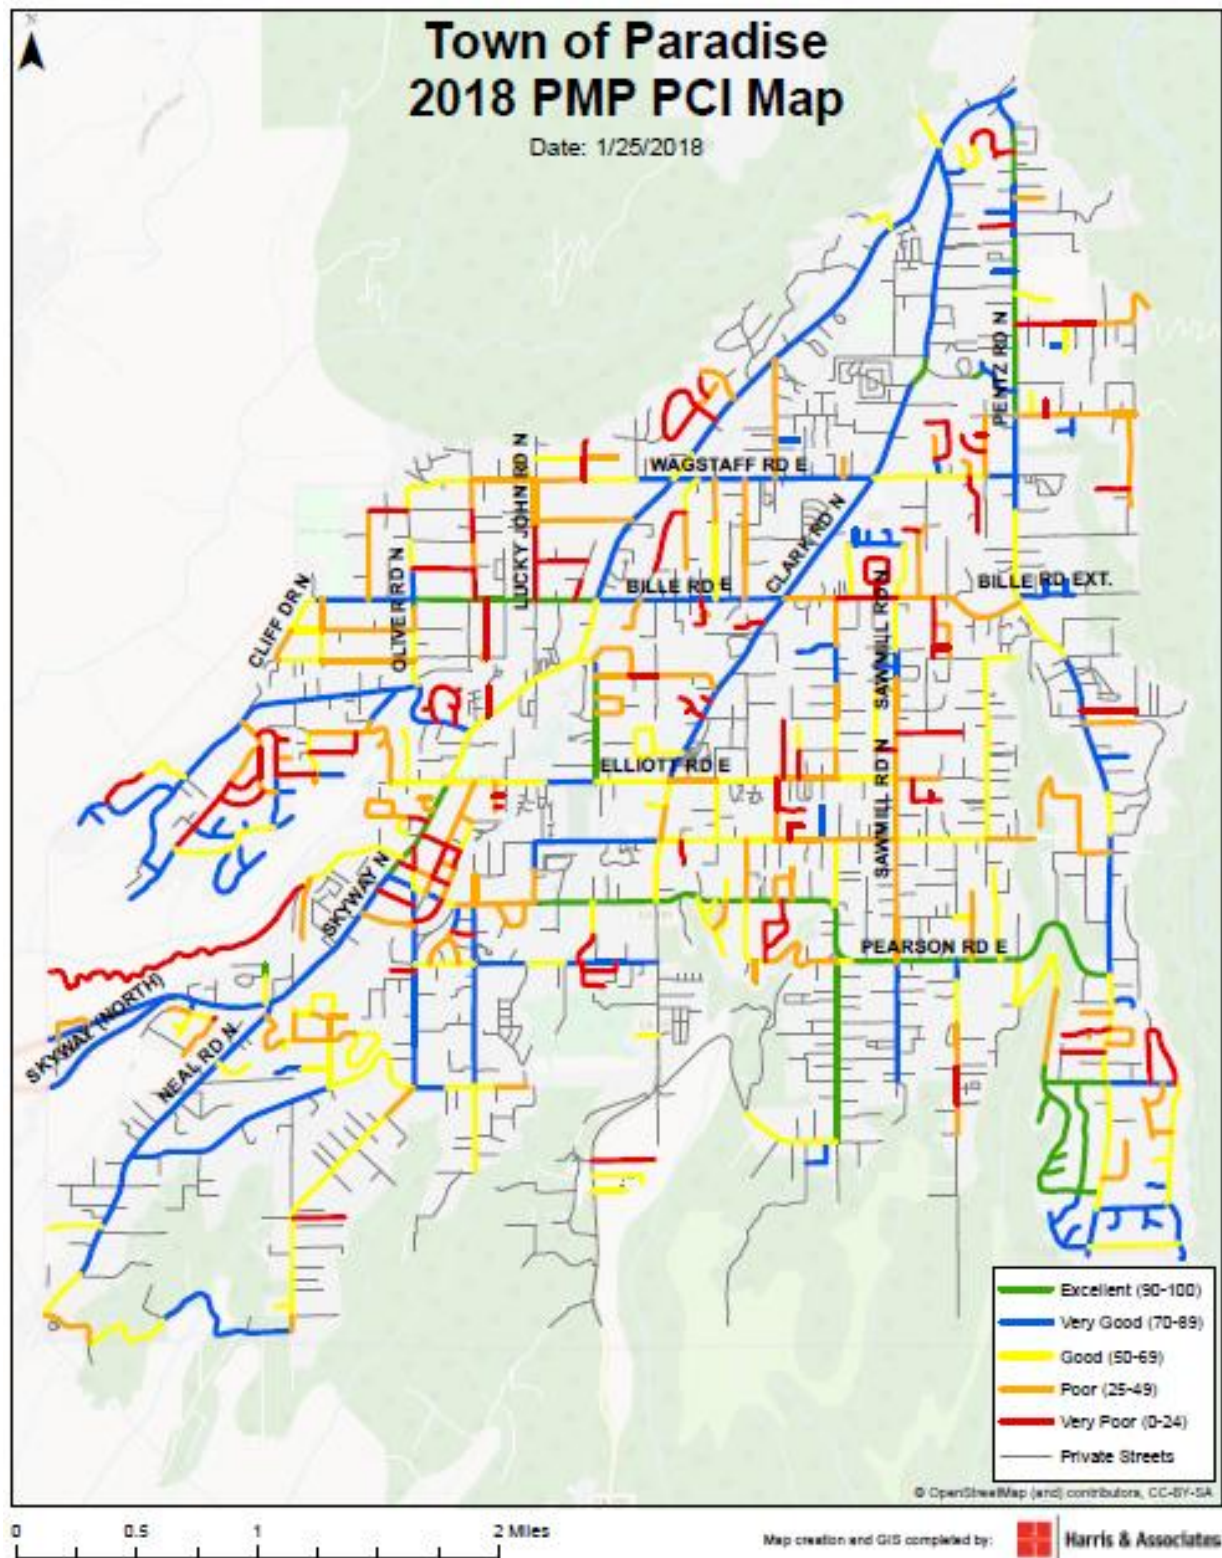 N
Town of Paradise
2018 PMP PCI Map
Date: 1/25/2018
PENTZ RD N
WAGSTAFF RD E
LUCKY JOHN RD N
CLARK RD N
BILLE RD E
BILLE RD EXT.
OLIVER RD N
CLIFF DR N
SAWMILL RD N
ELLIOTT RD E
SAWMILL RD N
SAWMILL RD N
SKYWAY N
PEARSON RD E
SKYWAY (NORTH)
NEAL RD N
Excellent (90-100)
Very Good (70-89)
Good (50-69)
Poor (25-49)
Very Poor (0-24)
Private Streets
© OpenStreetMap (and) contributors, CC-BY-SA
0 0.5 1 2 Miles
Map creation and GIS completed by:
Harris & Associates